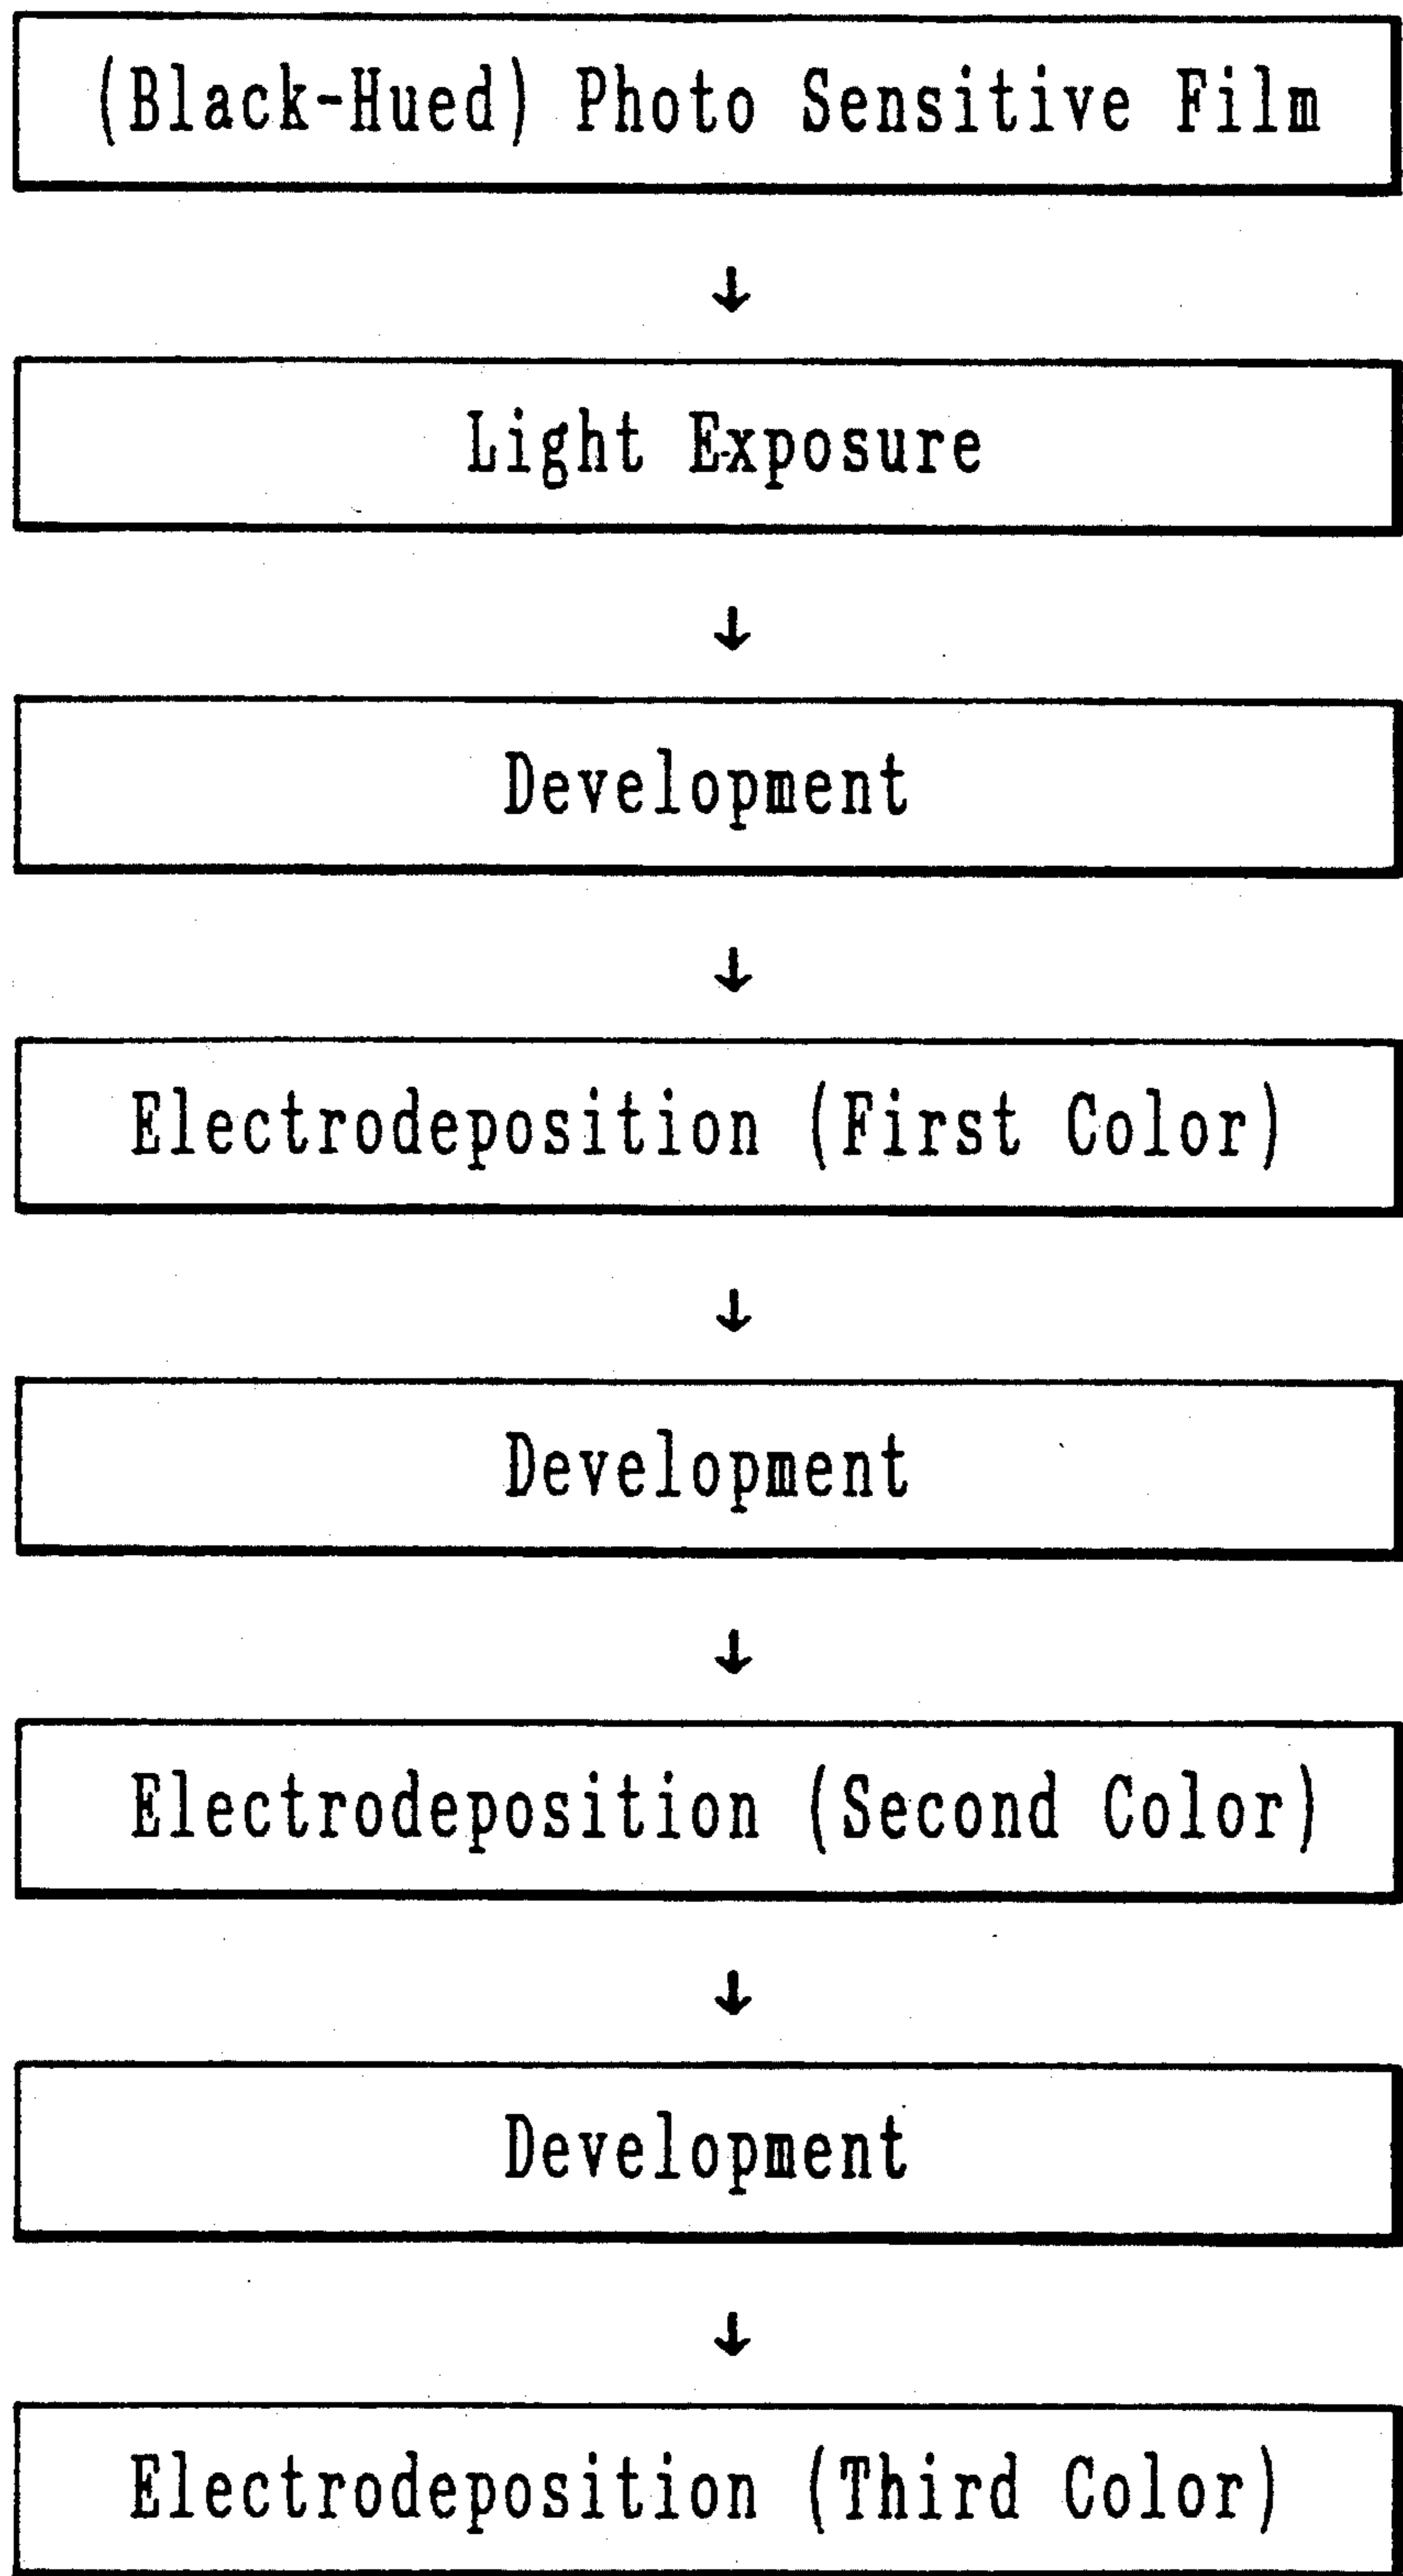 (Black-Hued) Photo Sensitive Film
↓
Light Exposure
↓
Development
↓
Electrodeposition (First Color)
↓
Development
↓
Electrodeposition (Second Color)
↓
Development
↓
Electrodeposition (Third Color)